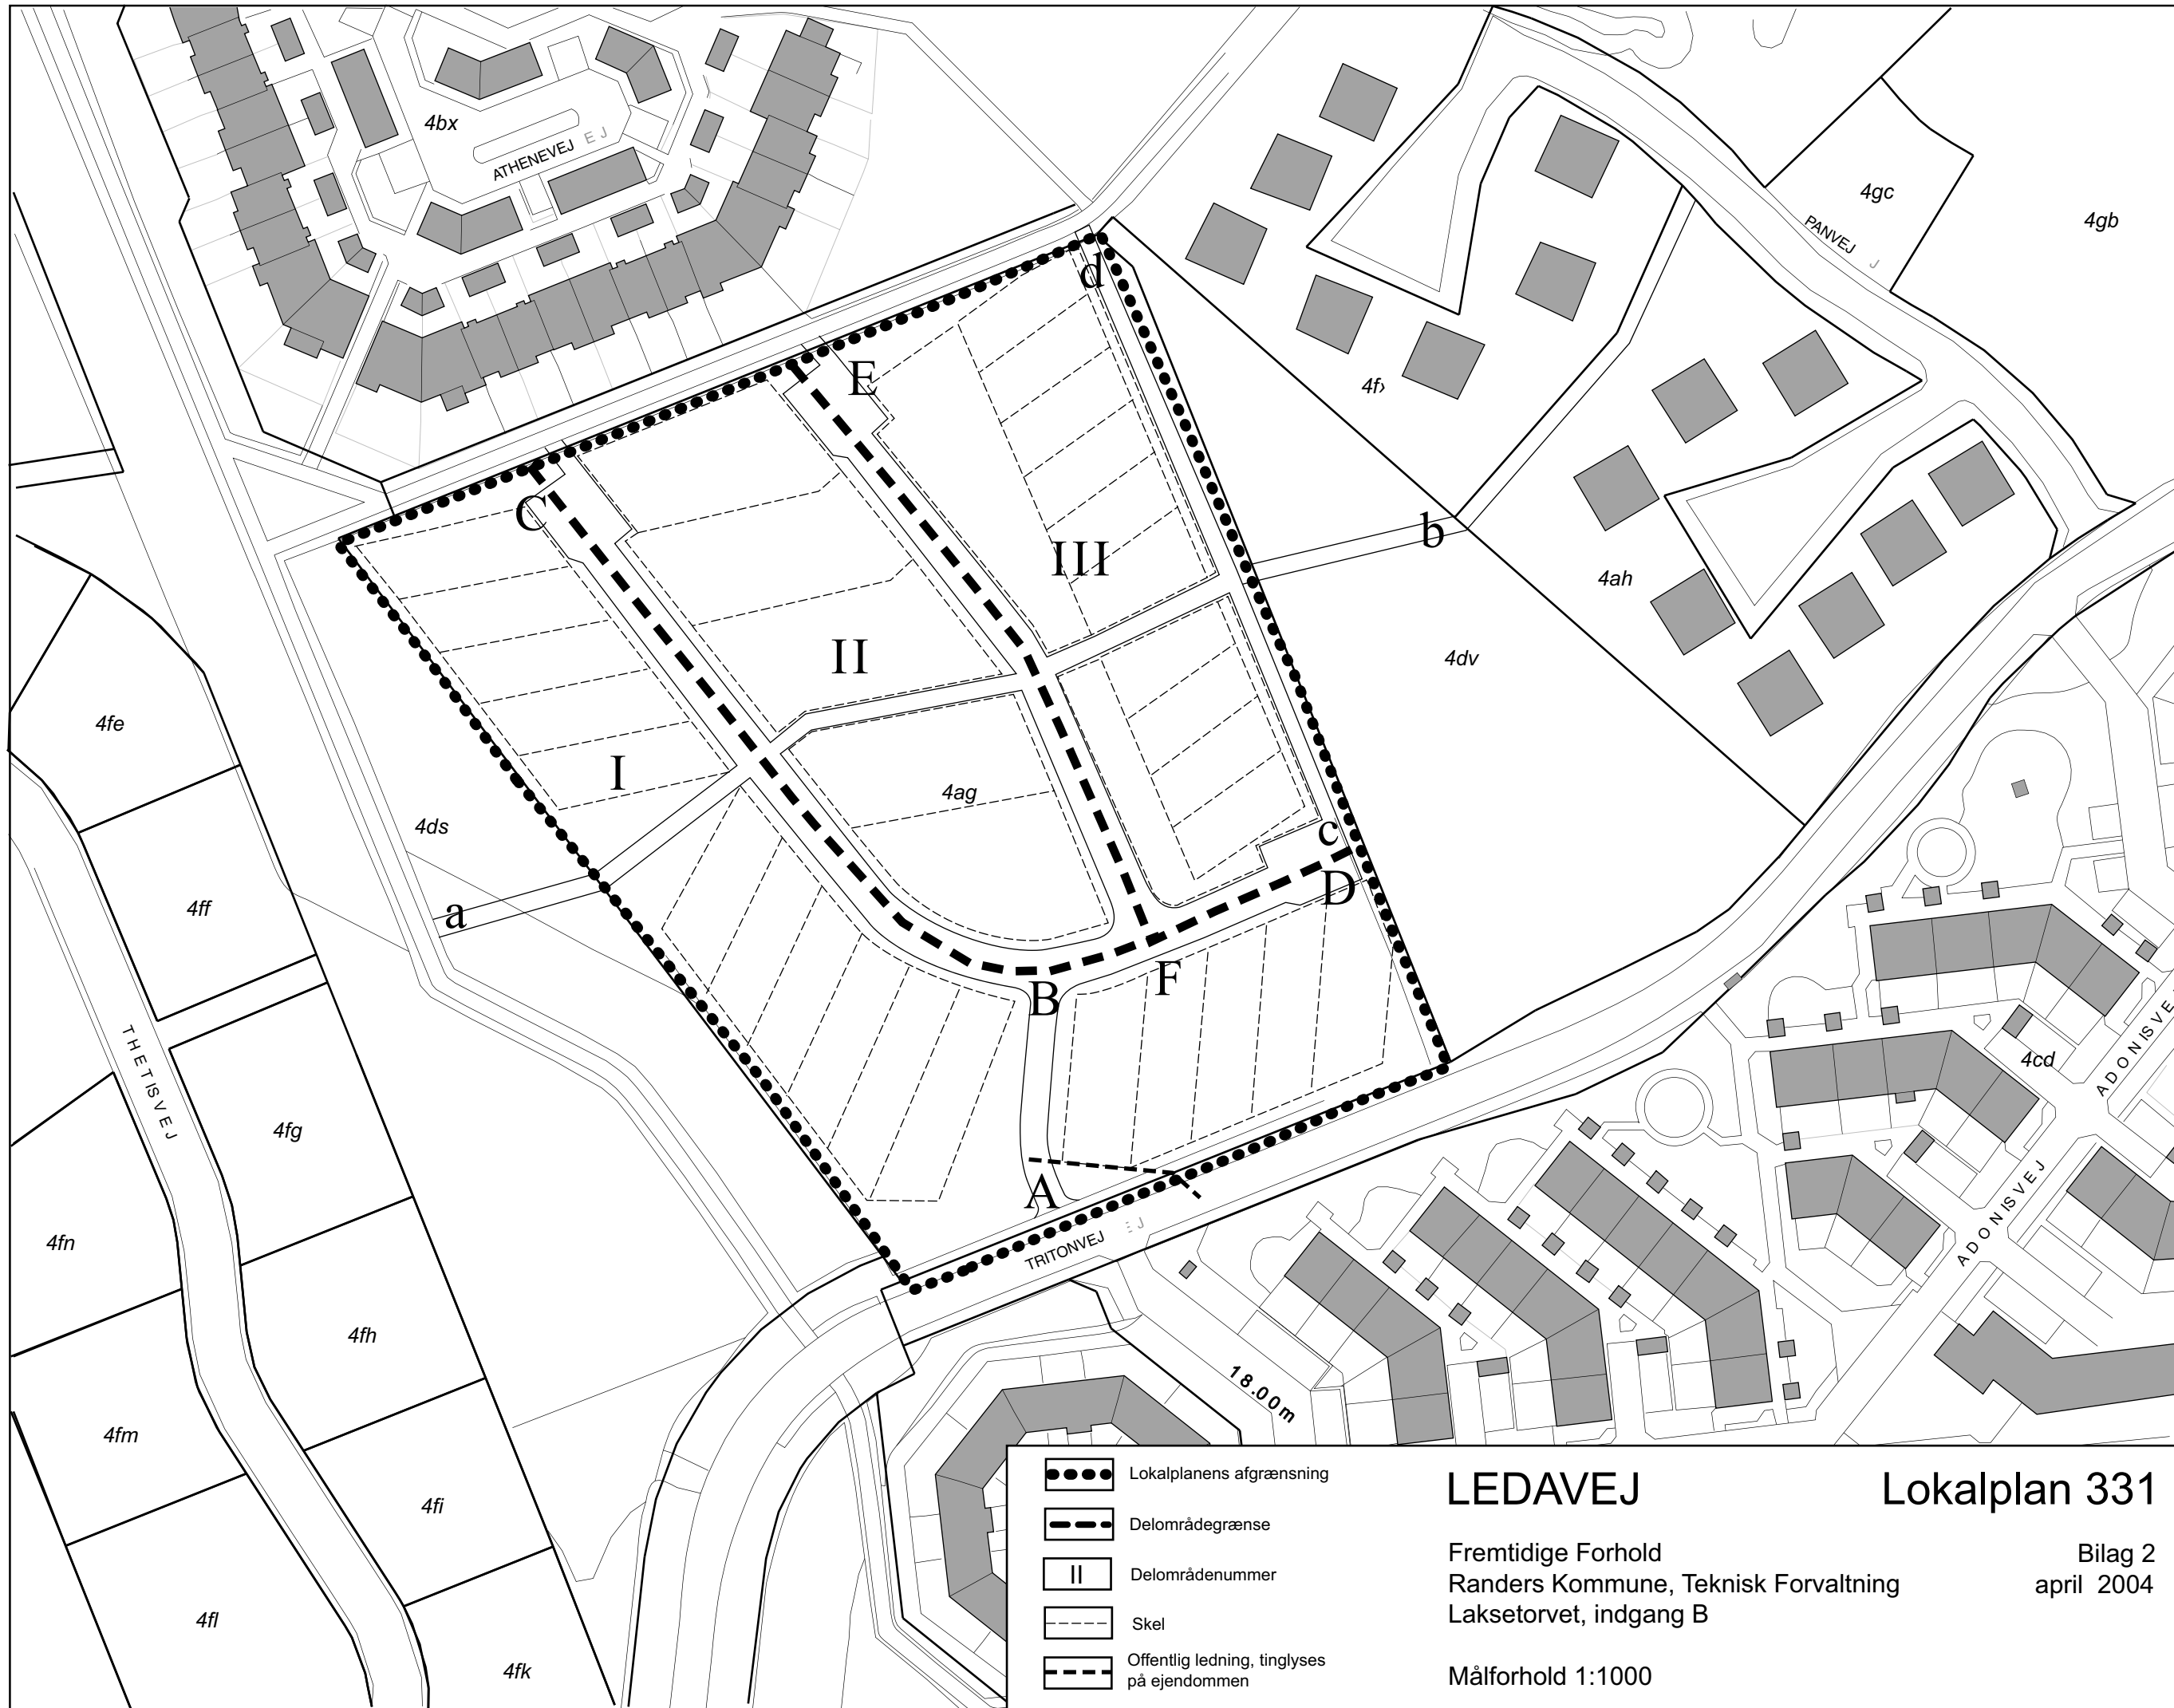 4bx
ATHENEVEJ EJ
4gc
4gb
PANVEJ J
d
E
C
III
b
4ah
II
4dv
4fe
I
4ag
4ds
c
4ff
a
D
F
B
THETISVEJ
4fg
ADONISVEJ
4cd
A
4fn
TRITONVEJ EJ
ADONISVEJ
4fh
18.00m
4fm
4fi
4fl
4fk
Lokalplanens afgrænsning
Delområdegrænse
II
Delområdenummer
Skel
Offentlig ledning, tinglyses
på ejendommen
LEDAVEJ
Lokalplan 331
Fremtidige Forhold
Bilag 2
Randers Kommune, Teknisk Forvaltning
april 2004
Laksetorvet, indgang B
Målforhold 1:1000